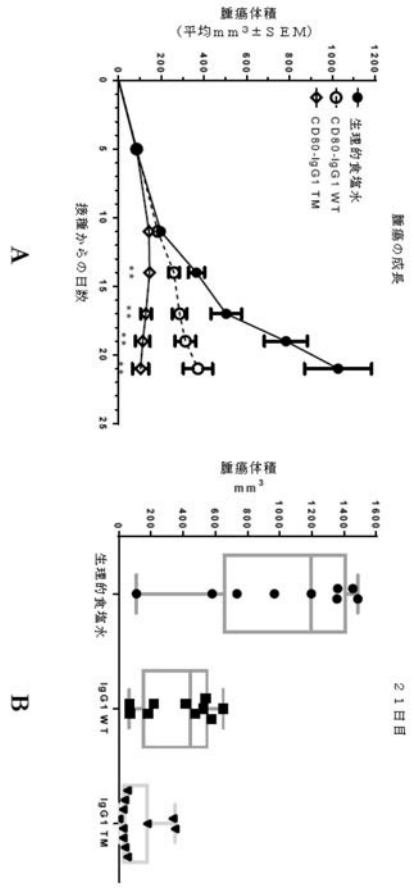 腫瘍の成長
腫瘍体積
(平均mm³±SEM)
1200
1000
800
600
400
200
0
生理的食塩水
CD80-IgG1 WT
CD80-IgG1 TM
** ** ** **
0 5 10 15 20 25
接種からの日数
A
21日目
腫瘍体積
mm³
1600
1400
1200
1000
800
600
400
200
0
生理的食塩水
IgG1 WT
IgG1 TM
B